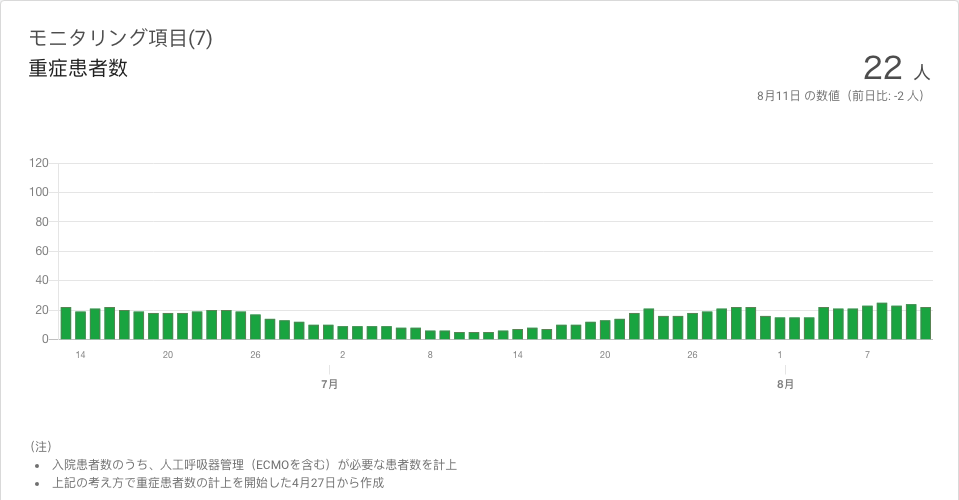 モニタリング項目(7)
重症患者数
22 人
8月11日 の数値（前日比: -2 人）
120
100
80
60
40
20
0
14 20 26 2 8 14 20 26 1 7
7月 8月
（注）
• 入院患者数のうち、人工呼吸器管理（ECMOを含む）が必要な患者数を計上
• 上記の考え方で重症患者数の計上を開始した4月27日から作成